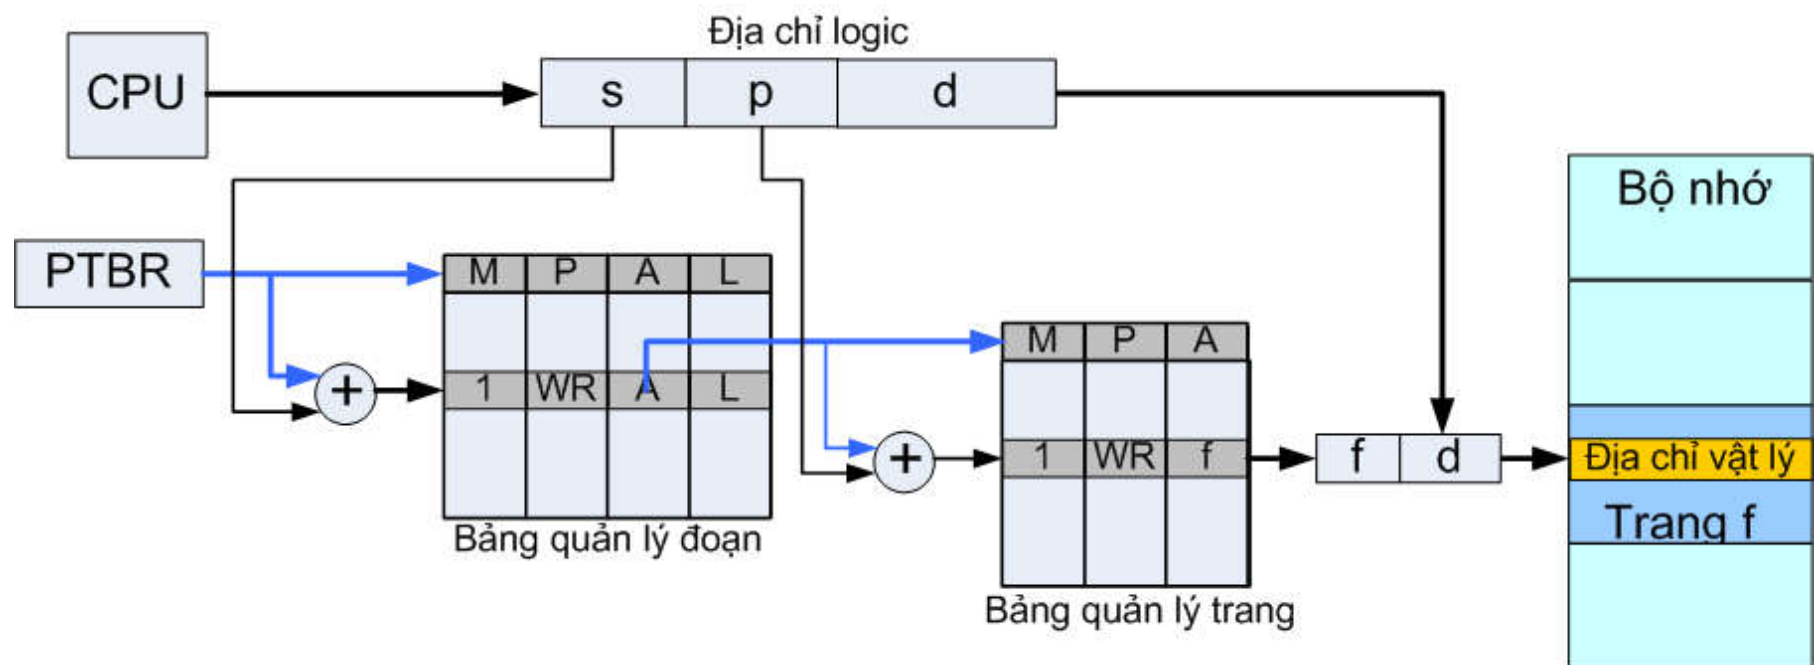 Địa chỉ logic
CPU
s p d
Bộ nhớ
PTBR
M P A L
M P A
1 WR A L
+
+
1 WR f
f d
Địa chỉ vật lý
Trang f
Bảng quản lý đoạn
Bảng quản lý trang